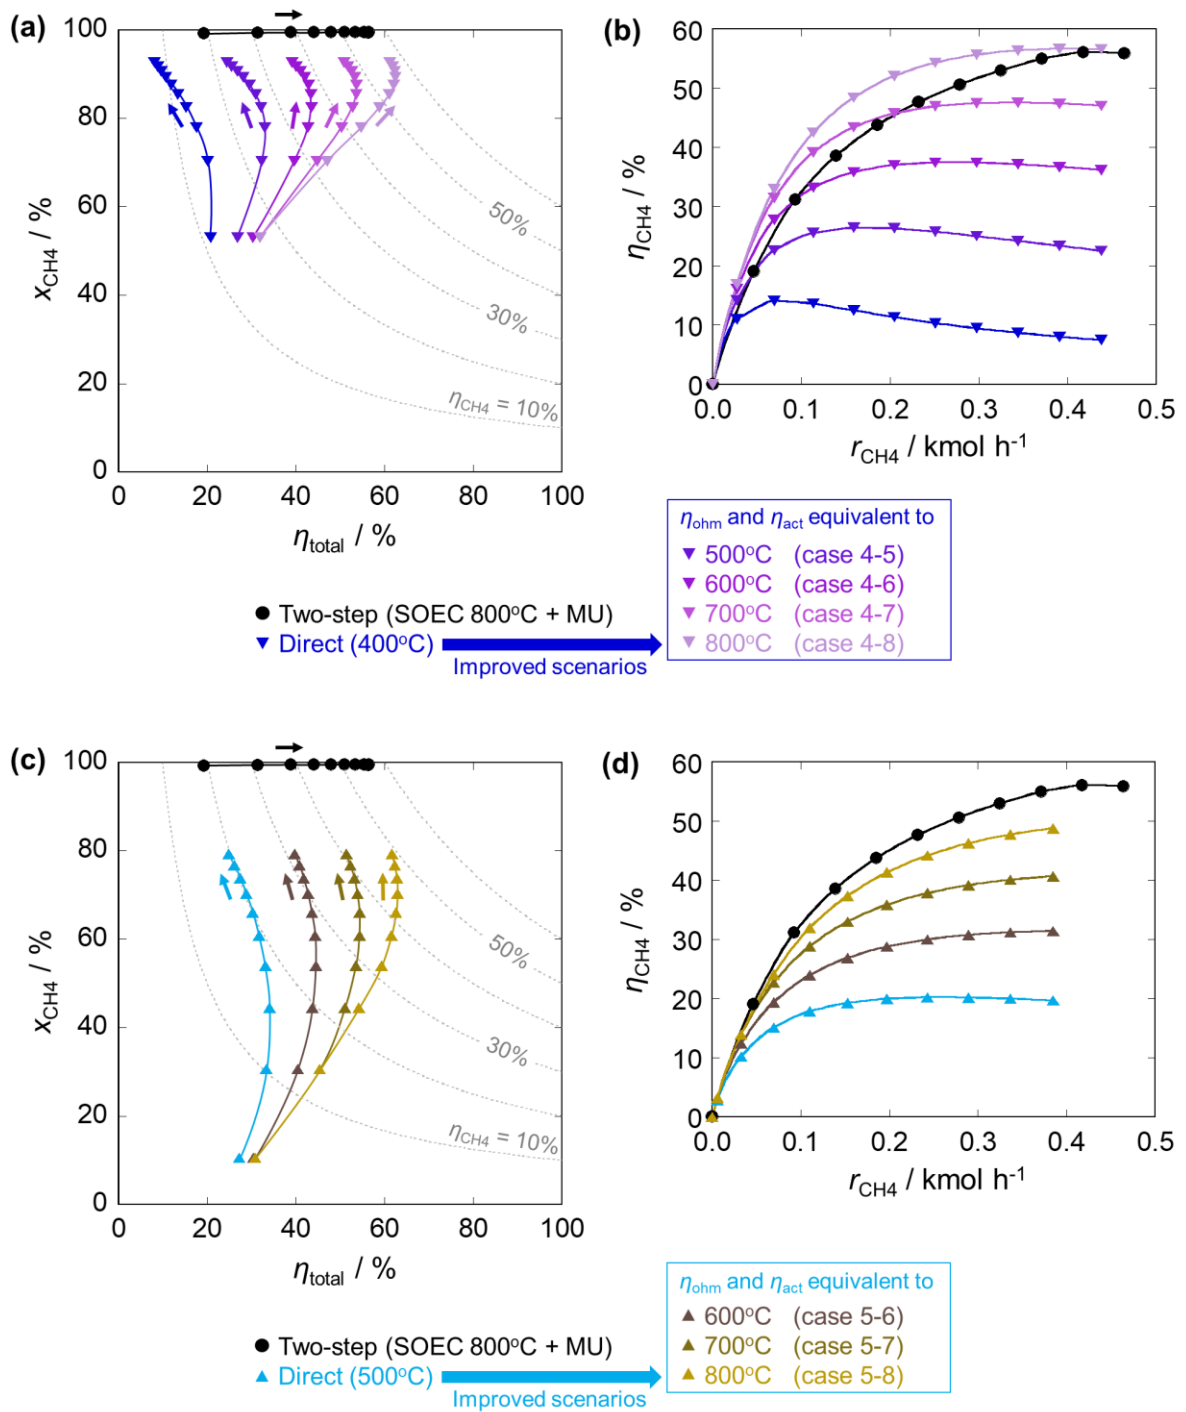 (a)
100
80
60
40
20
0
x_CH4 / %
50%
30%
η_CH4 = 10%
0 20 40 60 80 100
η_total / %
(b)
60
50
40
30
20
10
0
η_CH4 / %
0.0 0.1 0.2 0.3 0.4 0.5
r_CH4 / kmol h⁻¹
Two-step (SOEC 800°C + MU)
Direct (400°C)
Improved scenarios
η_ohm and η_act equivalent to
500°C (case 4-5)
600°C (case 4-6)
700°C (case 4-7)
800°C (case 4-8)
(c)
100
80
60
40
20
0
x_CH4 / %
50%
30%
η_CH4 = 10%
0 20 40 60 80 100
η_total / %
(d)
60
50
40
30
20
10
0
η_CH4 / %
0.0 0.1 0.2 0.3 0.4 0.5
r_CH4 / kmol h⁻¹
Two-step (SOEC 800°C + MU)
Direct (500°C)
Improved scenarios
η_ohm and η_act equivalent to
600°C (case 5-6)
700°C (case 5-7)
800°C (case 5-8)